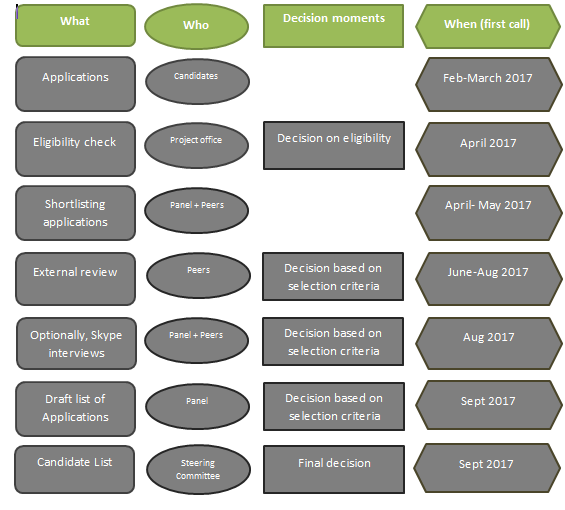 What
Who
Decision moments
When (first call)
Applications
Candidates
Feb-March 2017
Eligibility check
Project office
Decision on eligibility
April 2017
Shortlisting
applications
Panel + Peers
April- May 2017
External review
Peers
Decision based on
selection criteria
June-Aug 2017
Optionally, Skype
interviews
Panel + Peers
Decision based on
selection criteria
Aug 2017
Draft list of
Applications
Panel
Decision based on
selection criteria
Sept 2017
Candidate List
Steering
Committee
Final decision
Sept 2017